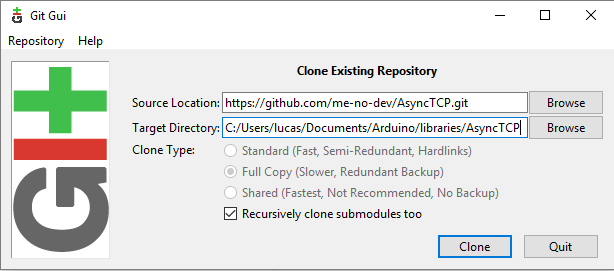 Git Gui
Repository Help
Clone Existing Repository
Source Location: https://github.com/me-no-dev/AsyncTCP.git Browse
Target Directory: C:/Users/lucas/Documents/Arduino/libraries/AsyncTCP Browse
Clone Type: Standard (Fast, Semi-Redundant, Hardlinks)
Full Copy (Slower, Redundant Backup)
Shared (Fastest, Not Recommended, No Backup)
Recursively clone submodules too
Clone Quit